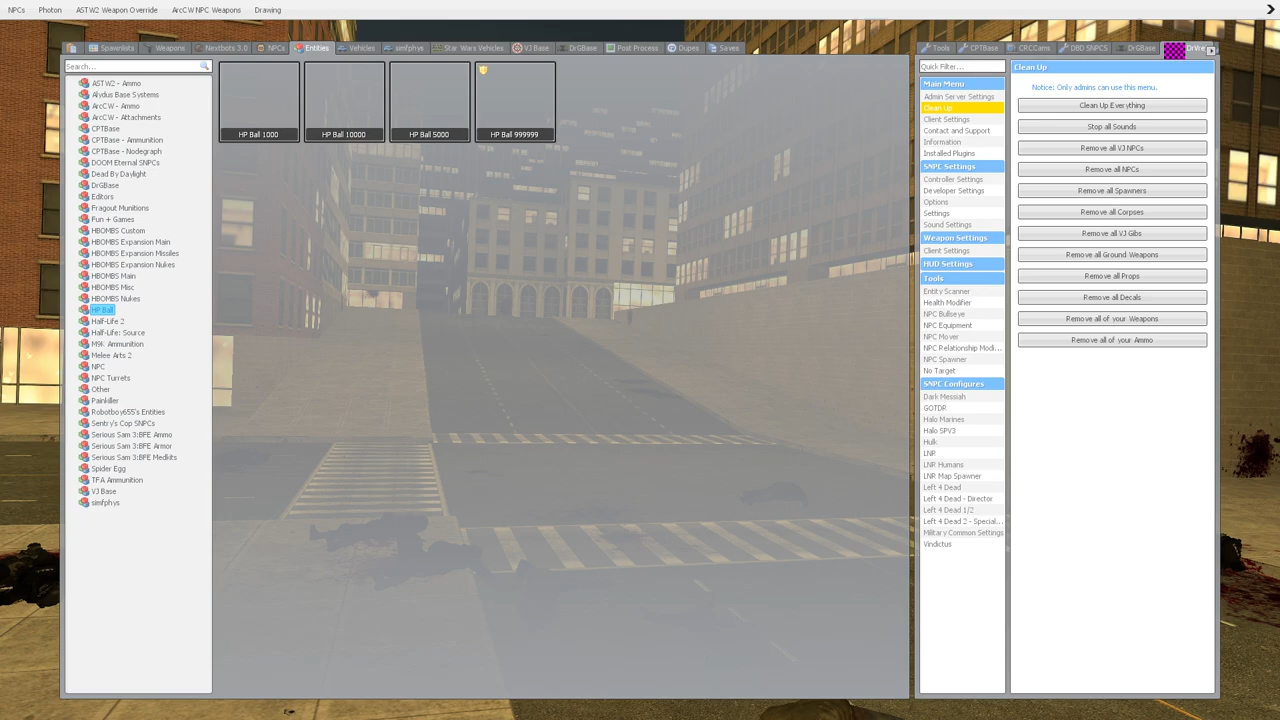 NPCs Photon ASTW2 Weapon Override ArcCW NPC Weapons Drawing
Spawnlists Weapons Nextbots 3.0 NPCs Entities Vehicles simfphys Star Wars Vehicles VJ Base DrGBase Post Process Dupes Saves
Search...
ASTW2 - Ammo
Alydus Base Systems
ArcCW - Ammo
ArcCW - Attachments
CPTBase
CPTBase - Ammunition
CPTBase - Nodegraph
DOOM Eternal SNPCs
Dead By Daylight
DrGBase
Editors
Fragout Munitions
Fun + Games
HBOMBS Custom
HBOMBS Expansion Main
HBOMBS Expansion Missiles
HBOMBS Expansion Nukes
HBOMBS Main
HBOMBS Misc
HBOMBS Nukes
HP Ball
Half-Life 2
Half-Life: Source
M9K Ammunition
Melee Arts 2
NPC
NPC Turrets
Other
Painkiller
Robotboy655's Entities
Sentry's Cop SNPCs
Serious Sam 3:BFE Ammo
Serious Sam 3:BFE Armor
Serious Sam 3:BFE Medkits
Spider Egg
TFA Ammunition
VJ Base
simfphys
HP Ball 1000 HP Ball 10000 HP Ball 5000 HP Ball 999999
Tools CPTBase CRCCams DBD SNPCS DrGBase
Quick Filter...
Main Menu
Admin Server Settings
Clean Up
Client Settings
Contact and Support
Information
Installed Plugins
SNPC Settings
Controller Settings
Developer Settings
Options
Settings
Sound Settings
Weapon Settings
Client Settings
HUD Settings
Tools
Entity Scanner
Health Modifier
NPC Bullseye
NPC Equipment
NPC Mover
NPC Relationship Modi...
NPC Spawner
No Target
SNPC Configures
Dark Messiah
GOTDR
Halo Marines
Halo SPV3
Hulk
LNR
LNR Humans
LNR Map Spawner
Left 4 Dead
Left 4 Dead - Director
Left 4 Dead 1/2
Left 4 Dead 2 - Special...
Military Common Settings
Vindictus
Clean Up
Notice: Only admins can use this menu.
Clean Up Everything
Stop all Sounds
Remove all VJ NPCs
Remove all NPCs
Remove all Spawners
Remove all Corpses
Remove all VJ Gibs
Remove all Ground Weapons
Remove all Props
Remove all Decals
Remove all of your Weapons
Remove all of your Ammo